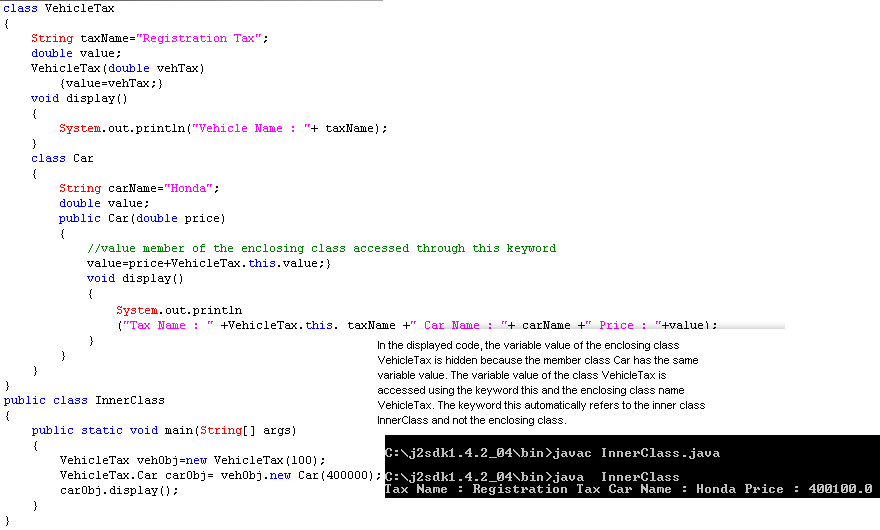 class VehicleTax
{
String taxName="Registration Tax";
double value;
VehicleTax(double vehTax)
{value=vehTax;}
void display()
{
System.out.println("Vehicle Name : "+ taxName);
}
class Car
{
String carName="Honda";
double value;
public Car(double price)
{
//value member of the enclosing class accessed through this keyword
value=price+VehicleTax.this.value;}
void display()
{
System.out.println
("Tax Name : " +VehicleTax.this. taxName +" Car Name : "+ carName +" Price : "+value);
}
}
}
}
public class InnerClass
{
public static void main(String[] args)
{
VehicleTax vehObj=new VehicleTax(100);
VehicleTax.Car carObj= vehObj.new Car(400000);
carObj.display();
}
}
In the displayed code, the variable value of the enclosing class
VehicleTax is hidden because the member class Car has the same
variable value. The variable value of the class VehicleTax is
accessed using the keyword this and the enclosing class name
VehicleTax. The keyword this automatically refers to the inner class
InnerClass and not the enclosing class.
C:\j2sdk1.4.2_04\bin>javac InnerClass.java
C:\j2sdk1.4.2_04\bin>java InnerClass
Tax Name : Registration Tax Car Name : Honda Price : 400100.0